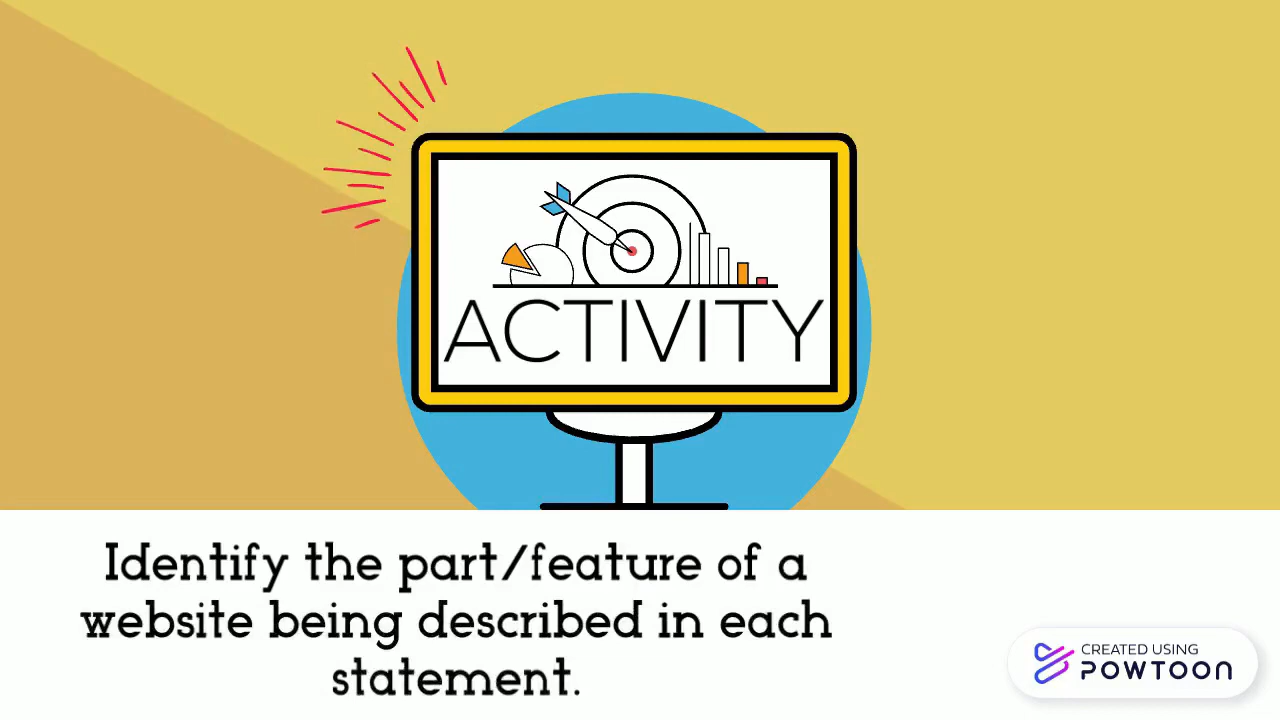 ACTIVITY
Identify the part/feature of a
website being described in each
statement.
CREATED USING
POWTOON